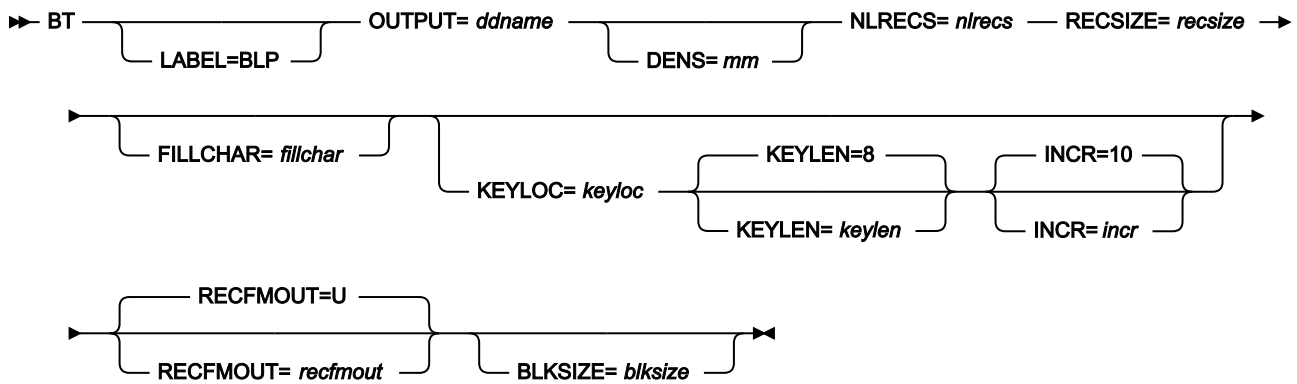 BT OUTPUT= ddname NLRECS= nlrecs RECSIZE= recsize
LABEL=BLP DENS= mm
FILLCHAR= fillchar KEYLEN=8 INCR=10
KEYLOC= keyloc
KEYLEN= keylen INCR= incr
RECFMOUT=U
RECFMOUT= recfmout BLKSIZE= blksize